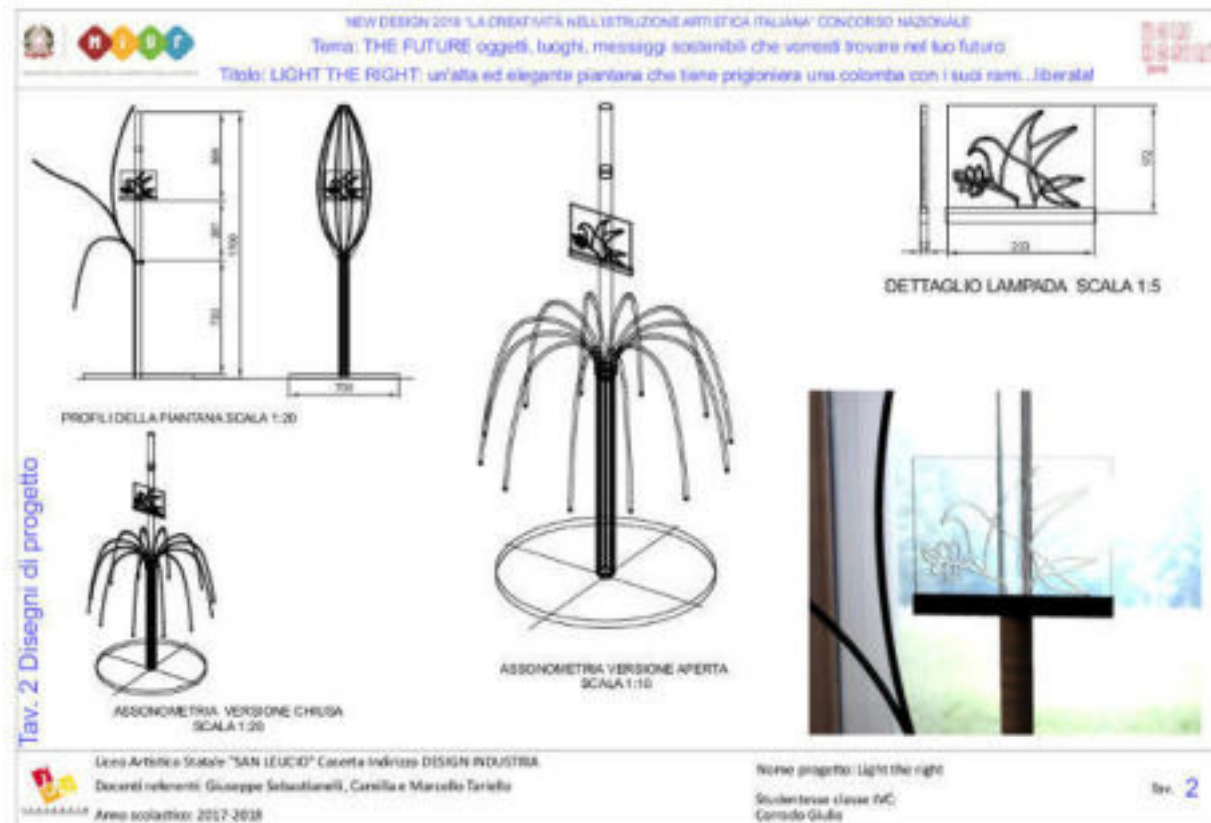 NEW DESIGN 2018 "LA CREATIVITÀ NELL'ISTRUZIONE ARTISTICA ITALIANA" CONCORSO NAZIONALE
Tema: THE FUTURE oggetti, luoghi, messaggi sostenibili che vorresti trovare nel tuo futuro
Titolo: LIGHT THE RIGHT: un'alta ed elegante piantana che tiene prigioniera una colomba con i suoi rami...liberala!
MIUR
PROFILI DELLA PIANTANA SCALA 1:20
700
ASSONOMETRIA VERSIONE CHIUSA
SCALA 1:20
ASSONOMETRIA VERSIONE APERTA
SCALA 1:10
DETTAGLIO LAMPADA SCALA 1:5
Tav. 2 Disegni di progetto
Liceo Artistico Statale "SAN LEUCIO" Caserta Indirizzo DESIGN INDUSTRIA
Docenti referenti: Giuseppe Sebastianelli, Camilla e Marcello Tariello
Anno scolastico: 2017-2018
Nome progetto: Light the right
Studentesse classe IVC:
Corrado Giulia
Tav. 2